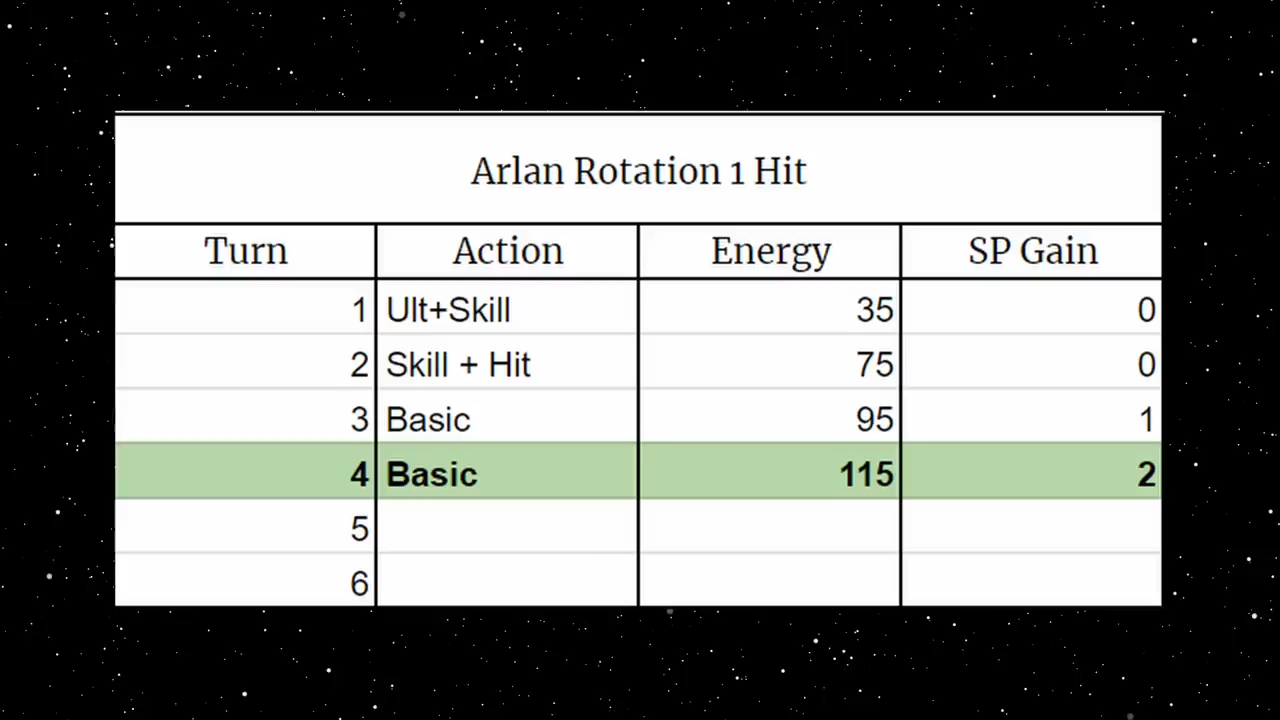 Arlan Rotation 1 Hit
Turn Action Energy SP Gain
1 Ult+Skill 35 0
2 Skill + Hit 75 0
3 Basic 95 1
4 Basic 115 2
5
6